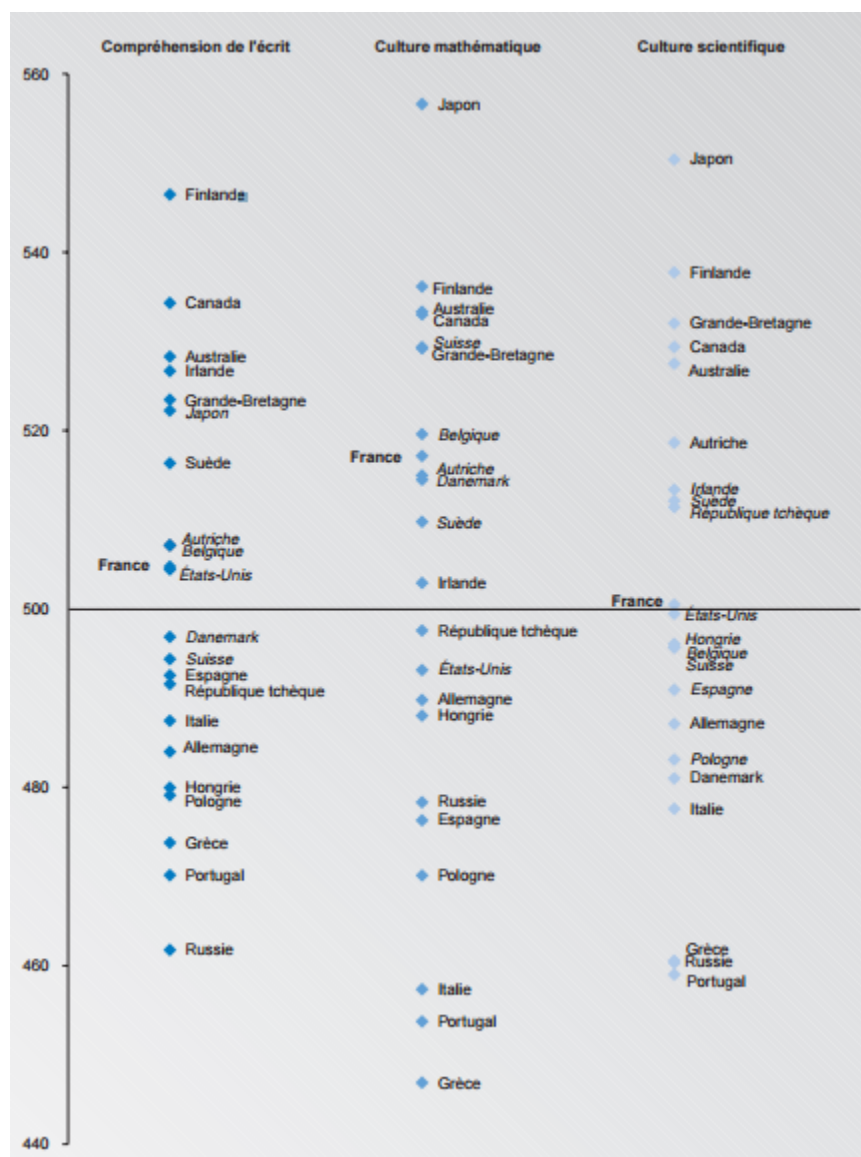 Compréhension de l'écrit
Culture mathématique
Culture scientifique
560
540
520
500
480
460
440
Finlande
Canada
Australie
Irlande
Grande-Bretagne
Japon
Suède
Autriche
Belgique
France
États-Unis
Danemark
Suisse
Espagne
République tchèque
Italie
Allemagne
Hongrie
Pologne
Grèce
Portugal
Russie
Japon
Finlande
Australie
Canada
Suisse
Grande-Bretagne
Belgique
France
Autriche
Danemark
Suède
Irlande
République tchèque
États-Unis
Allemagne
Hongrie
Russie
Espagne
Pologne
Italie
Portugal
Grèce
Japon
Finlande
Grande-Bretagne
Canada
Australie
Autriche
Irlande
Suède
République tchèque
France
États-Unis
Hongrie
Belgique
Suisse
Espagne
Allemagne
Pologne
Danemark
Italie
Grèce
Russie
Portugal